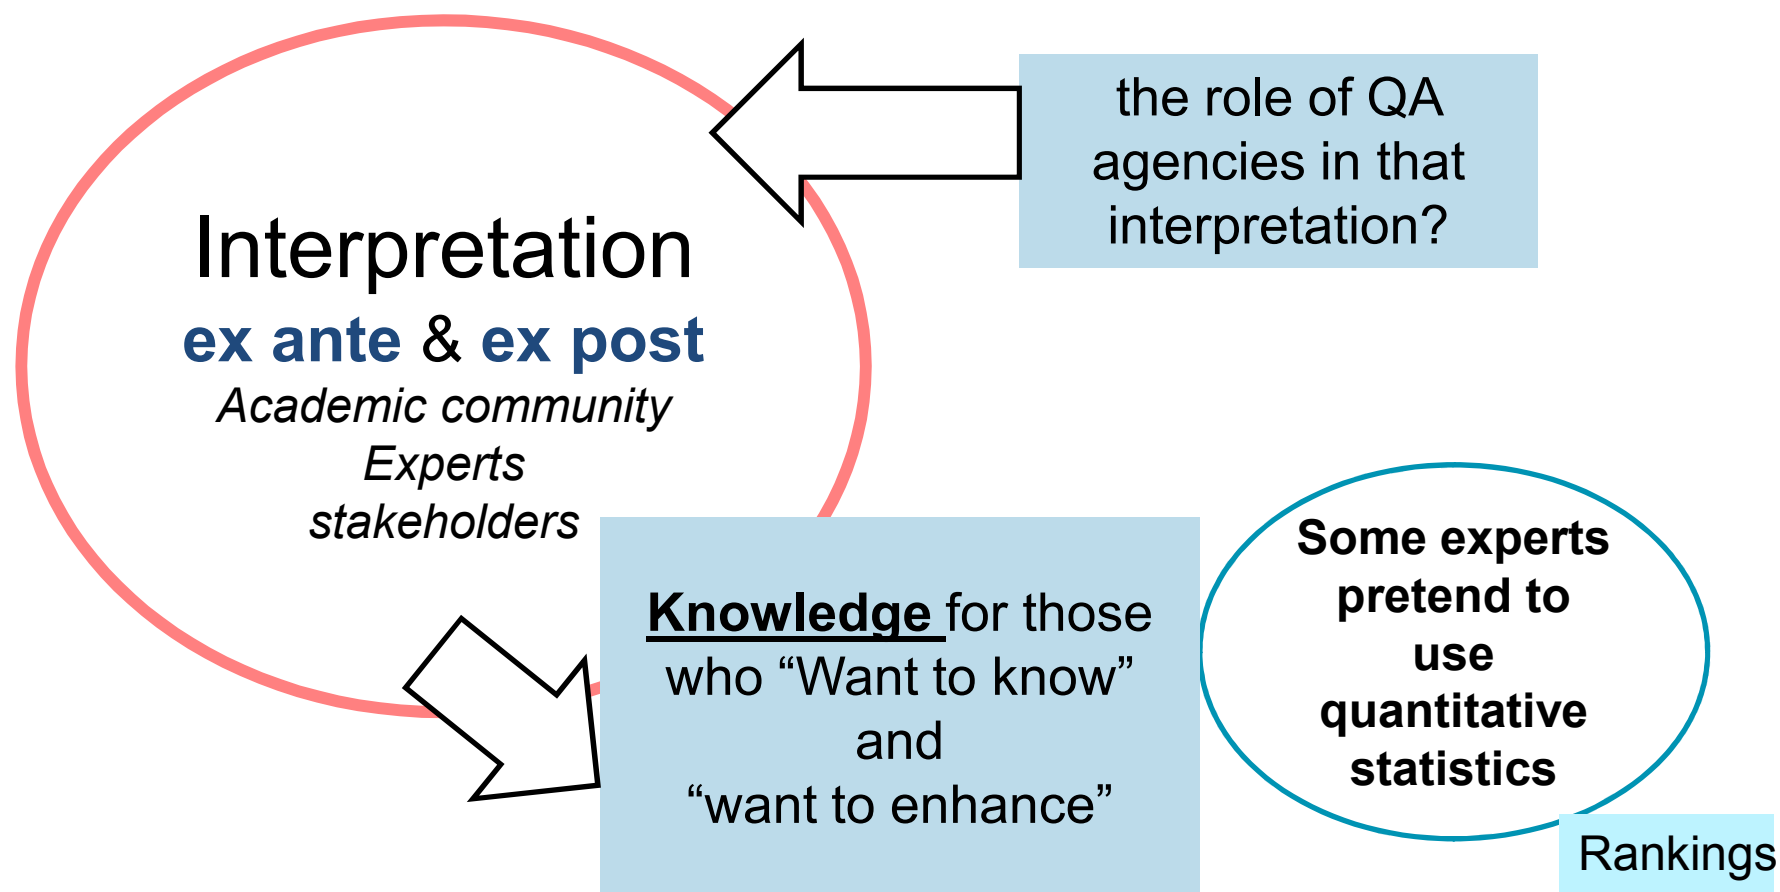 the role of QA
agencies in that
interpretation?
Interpretation
ex ante & ex post
Academic community
Experts
stakeholders
Knowledge for those
who “Want to know”
and
“want to enhance”
Some experts
pretend to
use
quantitative
statistics
Rankings